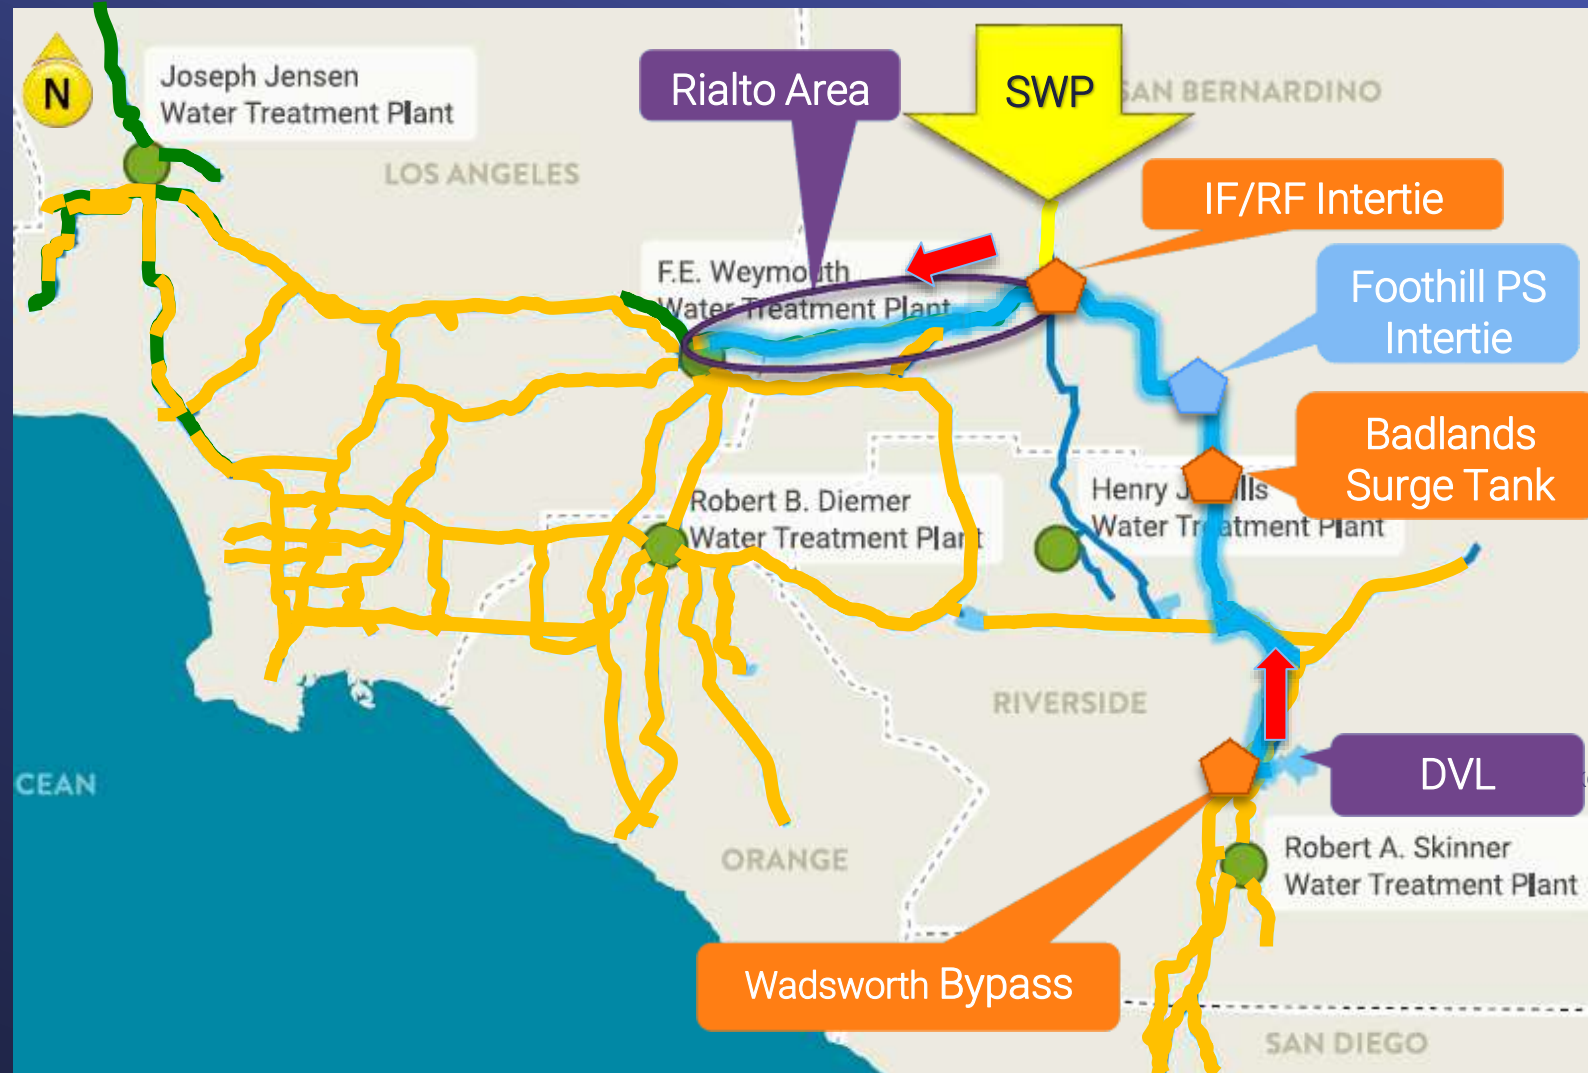 N
Joseph Jensen
Water Treatment Plant
Rialto Area
SWP
SAN BERNARDINO
LOS ANGELES
IF/RF Intertie
F.E. Weymouth
Water Treatment Plant
Foothill PS
Intertie
Badlands
Surge Tank
Robert B. Diemer
Water Treatment Plant
Henry J.
Water Treatment Plant
RIVERSIDE
DVL
CEAN
ORANGE
Robert A. Skinner
Water Treatment Plant
Wadsworth Bypass
SAN DIEGO